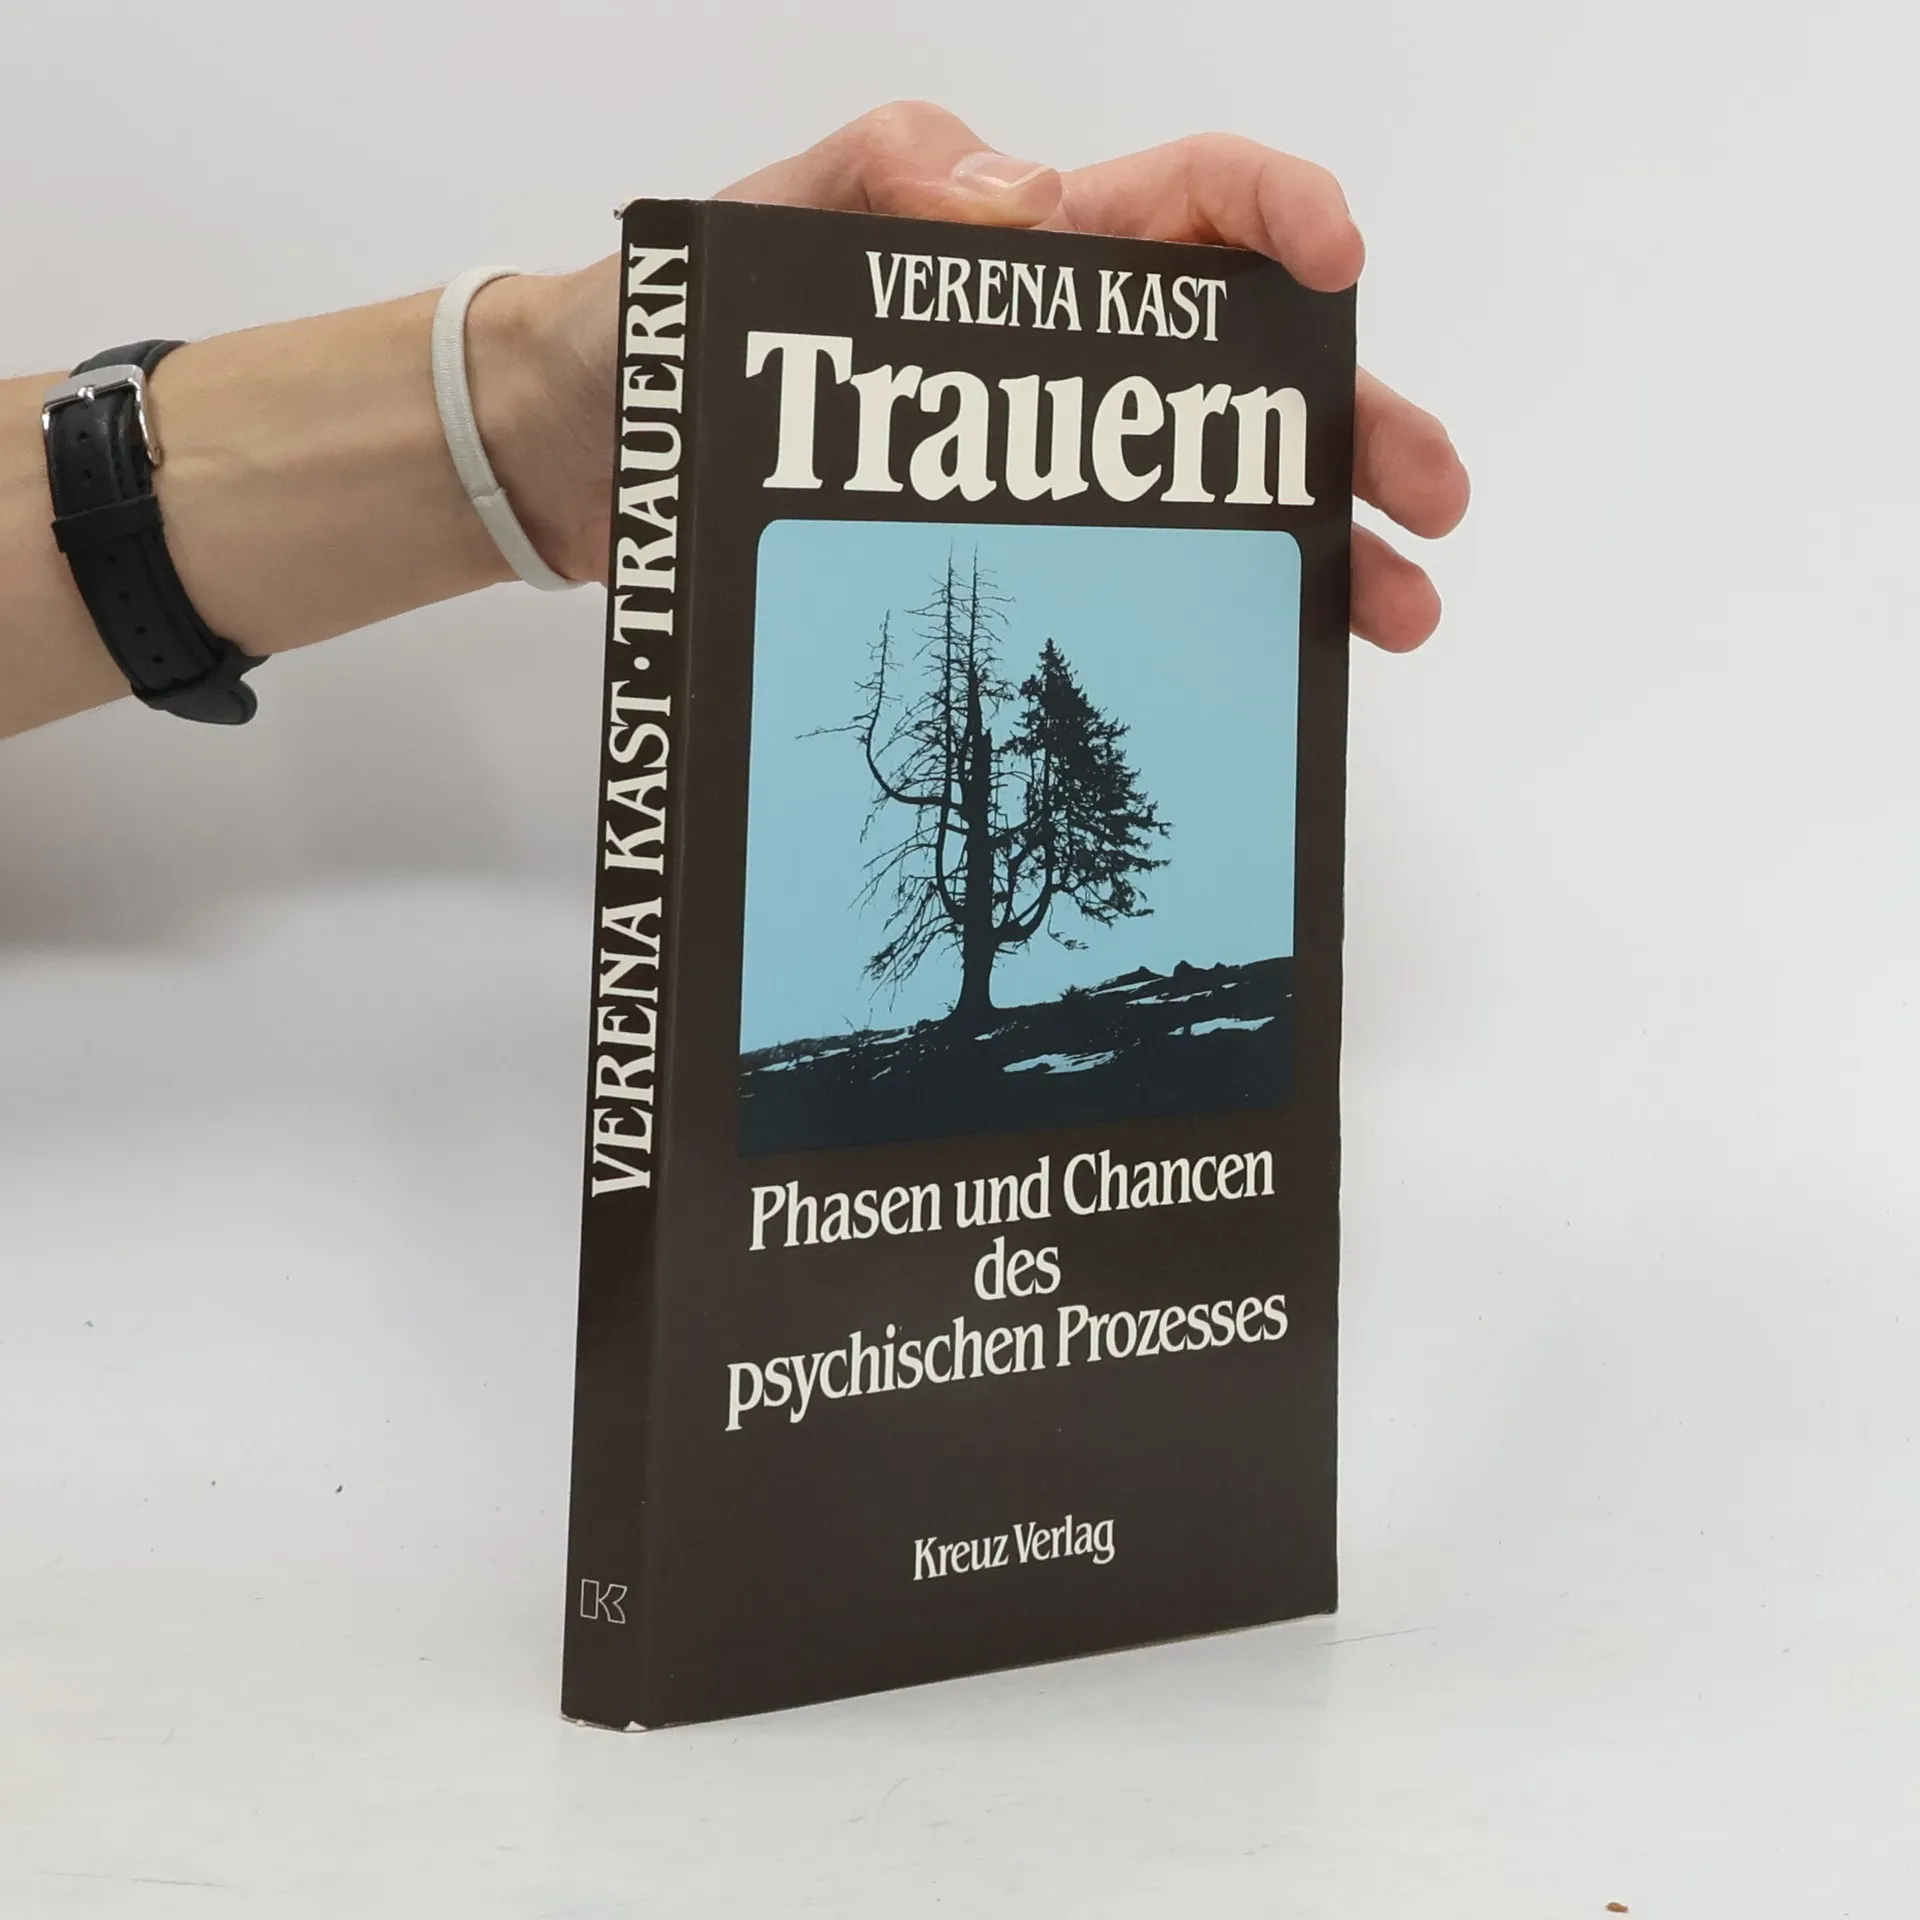 VERENA KAST · TRAUERN
K
VERENA KAST
Trauern
Phasen und Chancen
des
psychischen Prozesses
Kreuz Verlag